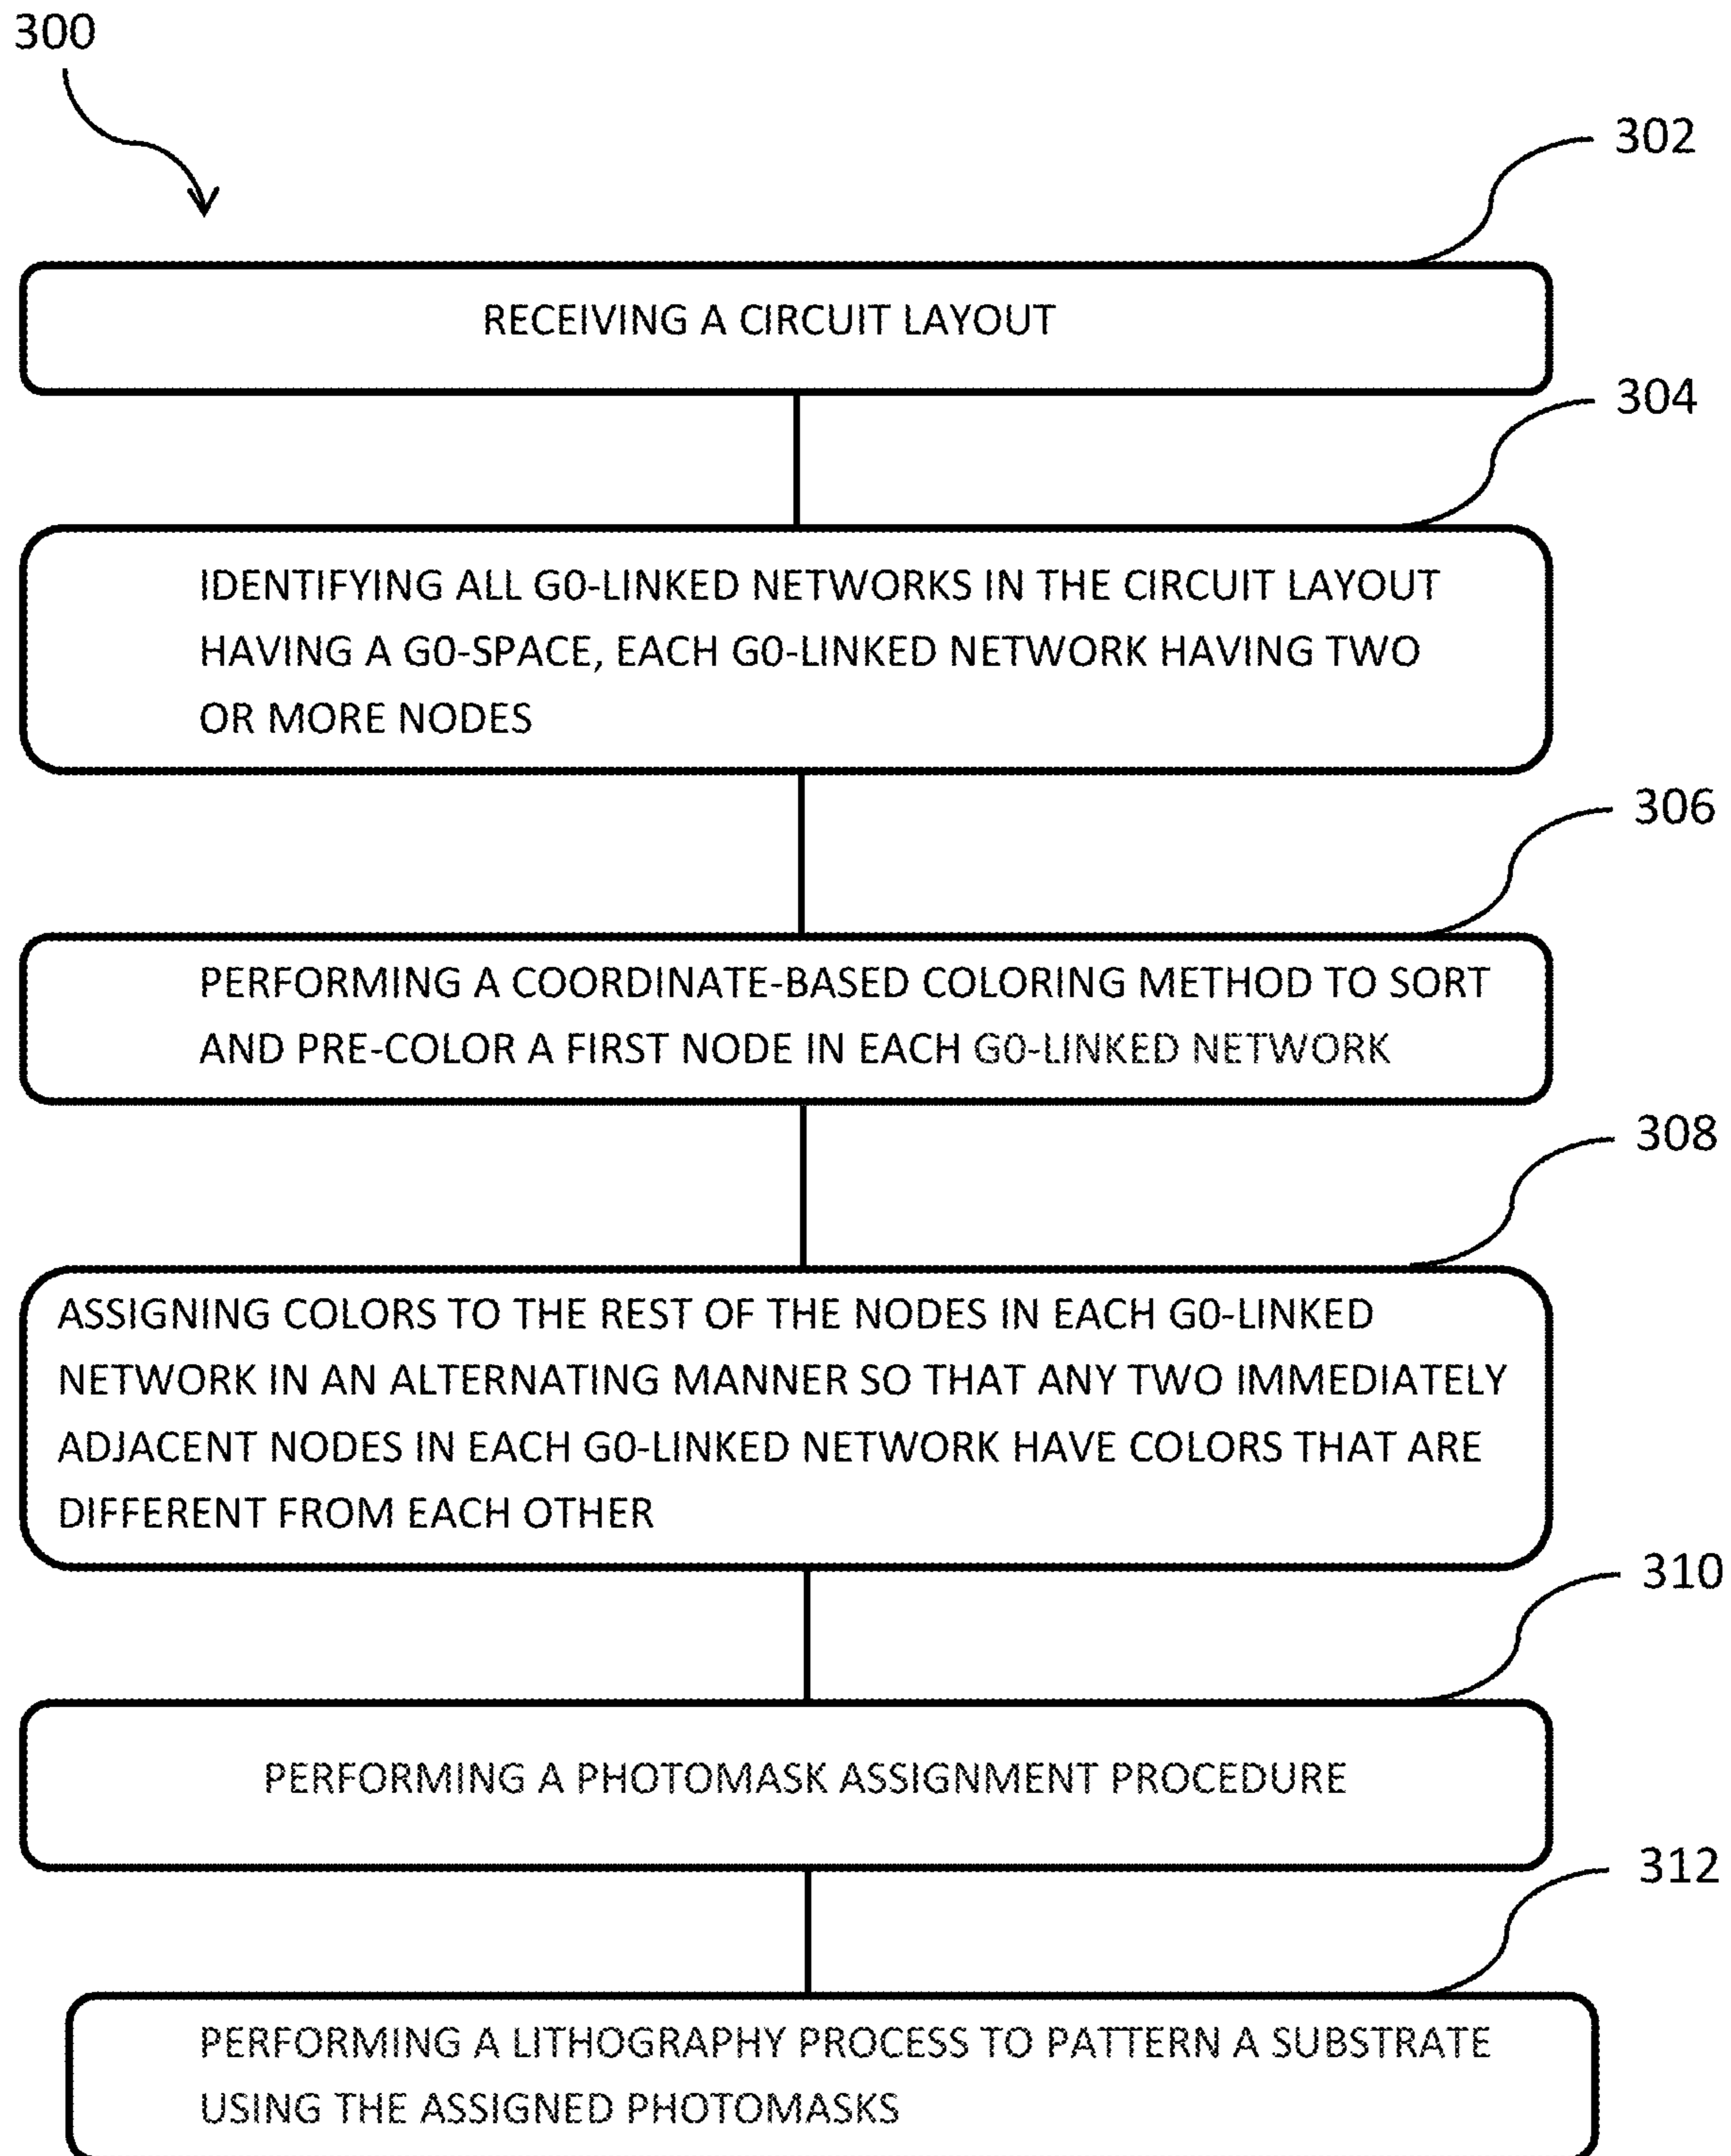 300
302
RECEIVING A CIRCUIT LAYOUT
304
IDENTIFYING ALL G0-LINKED NETWORKS IN THE CIRCUIT LAYOUT
HAVING A G0-SPACE, EACH G0-LINKED NETWORK HAVING TWO
OR MORE NODES
306
PERFORMING A COORDINATE-BASED COLORING METHOD TO SORT
AND PRE-COLOR A FIRST NODE IN EACH G0-LINKED NETWORK
308
ASSIGNING COLORS TO THE REST OF THE NODES IN EACH G0-LINKED
NETWORK IN AN ALTERNATING MANNER SO THAT ANY TWO IMMEDIATELY
ADJACENT NODES IN EACH G0-LINKED NETWORK HAVE COLORS THAT ARE
DIFFERENT FROM EACH OTHER
310
PERFORMING A PHOTOMASK ASSIGNMENT PROCEDURE
312
PERFORMING A LITHOGRAPHY PROCESS TO PATTERN A SUBSTRATE
USING THE ASSIGNED PHOTOMASKS